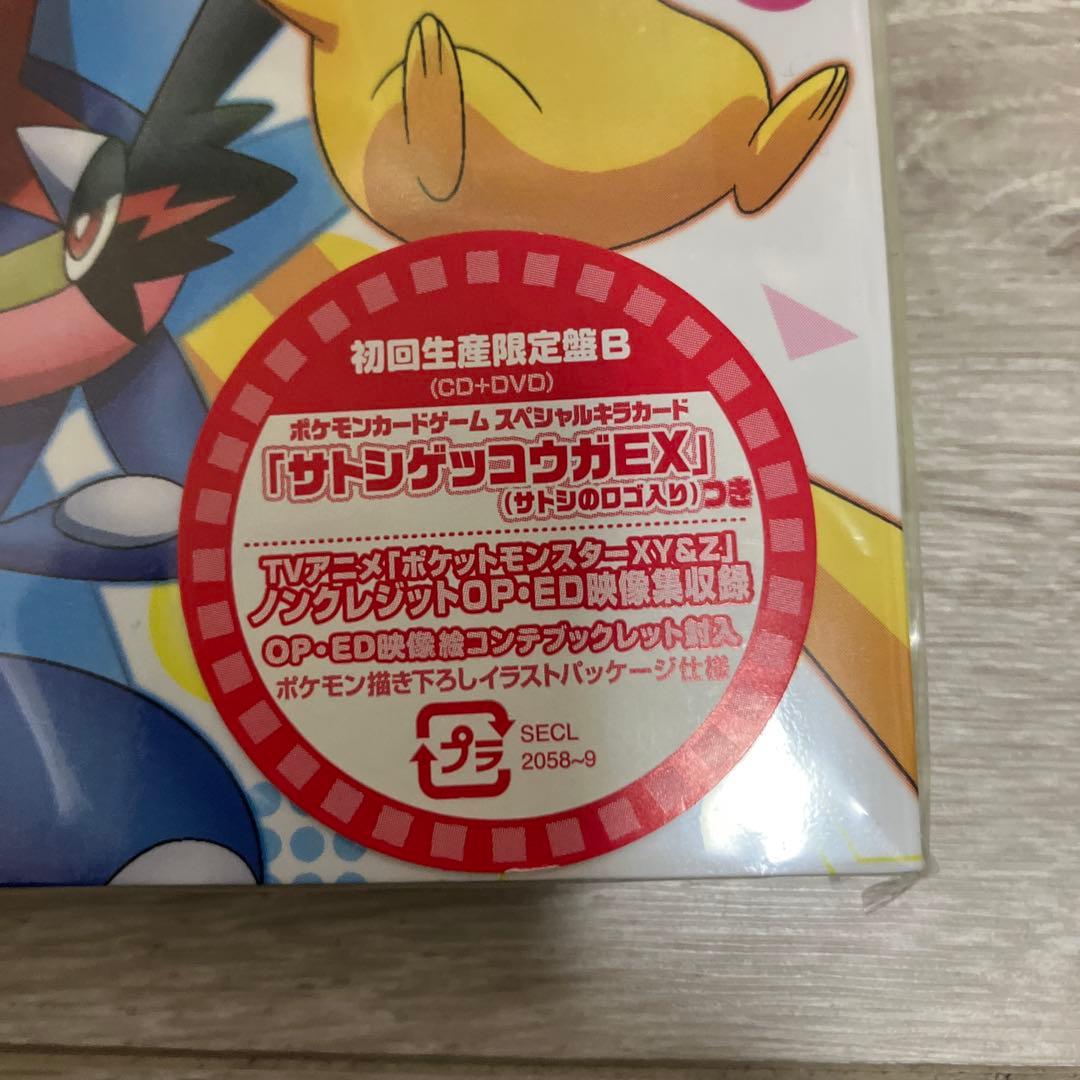 初回生産限定盤B
(CD+DVD)
ポケモンカードゲーム スペシャルキラカード
「サトシゲッコウガEX」
(サトシのロゴ入り)つき
TVアニメ「ポケットモンスターXY&Z」
ノンクレジットOP・ED映像集収録
OP・ED映像絵コンテブックレット封入
ポケモン描き下ろしイラストパッケージ仕様
プラ
SECL
2058~9